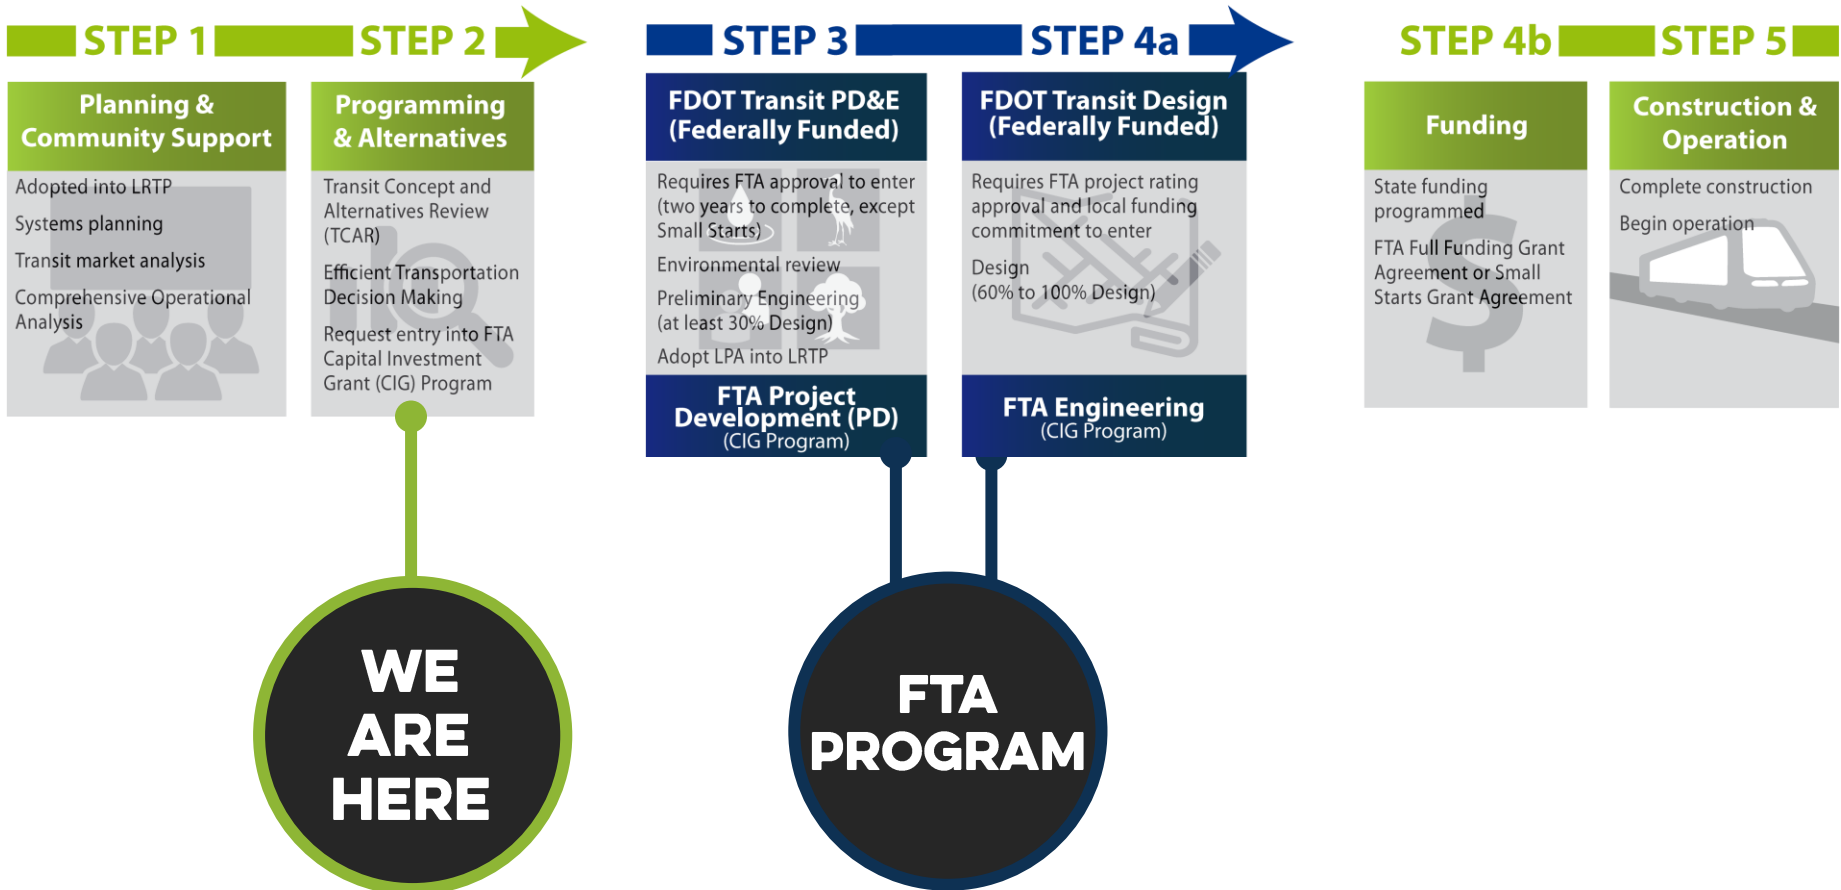 STEP 1
STEP 2
STEP 3
STEP 4a
STEP 4b
STEP 5
Planning &
Community Support
Adopted into LRTP
Systems planning
Transit market analysis
Comprehensive Operational
Analysis
Programming
& Alternatives
Transit Concept and
Alternatives Review
(TCAR)
Efficient Transportation
Decision Making
Request entry into FTA
Capital Investment
Grant (CIG) Program
FDOT Transit PD&E
(Federally Funded)
Requires FTA approval to enter
(two years to complete, except
Small Starts)
Environmental review
Preliminary Engineering
(at least 30% Design)
Adopt LPA into LRTP
FTA Project
Development (PD)
(CIG Program)
FDOT Transit Design
(Federally Funded)
Requires FTA project rating
approval and local funding
commitment to enter
Design
(60% to 100% Design)
FTA Engineering
(CIG Program)
Funding
State funding
programmed
FTA Full Funding Grant
Agreement or Small
Starts Grant Agreement
Construction &
Operation
Complete construction
Begin operation
WE
ARE
HERE
FTA
PROGRAM